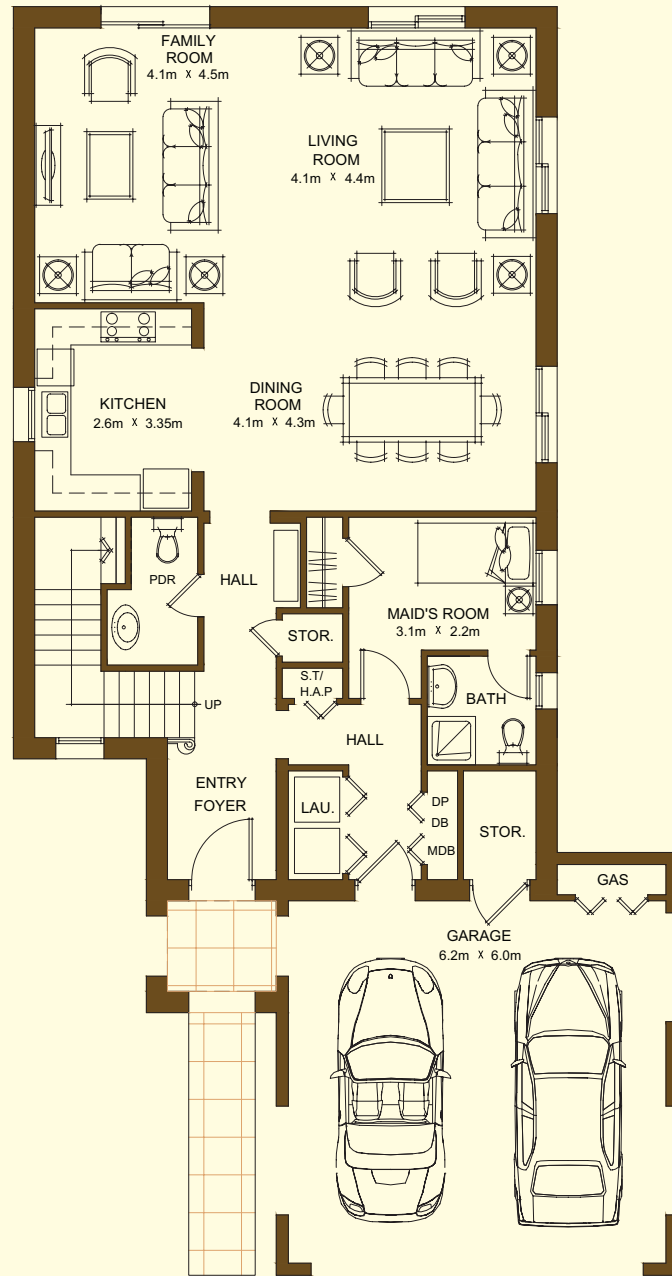 FAMILY
ROOM
4.1m X 4.5m
LIVING
ROOM
4.1m X 4.4m
KITCHEN
2.6m X 3.35m
DINING
ROOM
4.1m X 4.3m
PDR
HALL
STOR.
MAID'S ROOM
3.1m X 2.2m
S.T/
H.A.P
BATH
UP
HALL
ENTRY
FOYER
LAU.
DP
DB
MDB
STOR.
GAS
GARAGE
6.2m X 6.0m